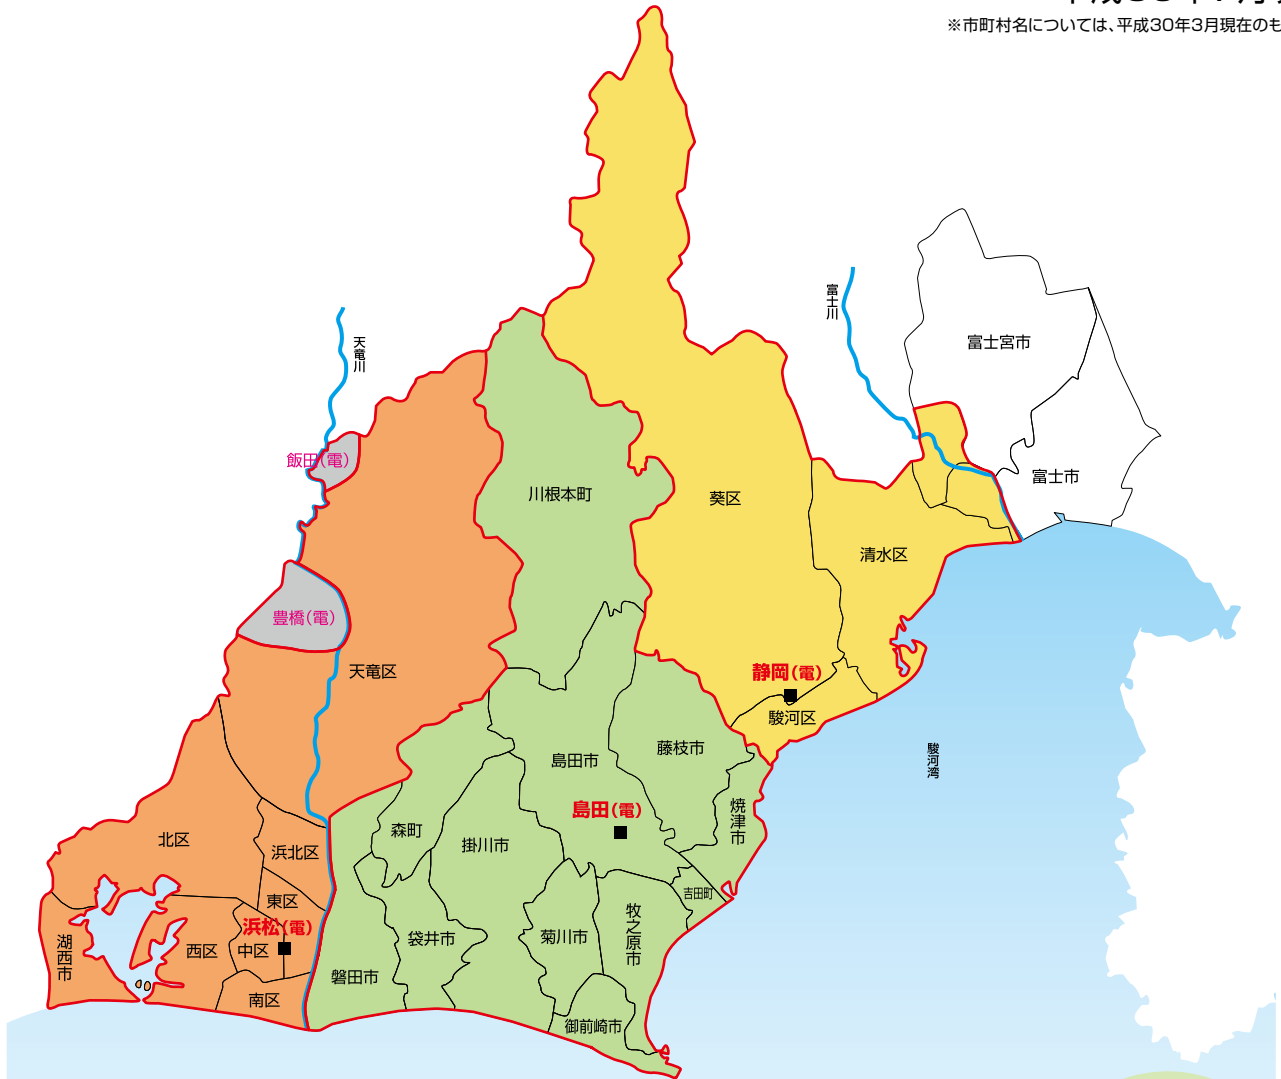 ※市町村名については、平成30年3月現在のも
富士川
天竜川
富士宮市
飯田(電)
富士市
川根本町
葵区
清水区
豊橋(電)
天竜区
静岡(電)
駿河区
藤枝市
島田市
駿河湾
島田(電)
焼津市
森町
北区
掛川市
浜北区
吉田町
東区
浜松(電)
牧之原市
袋井市
菊川市
湖西市
西区
中区
磐田市
南区
御前崎市